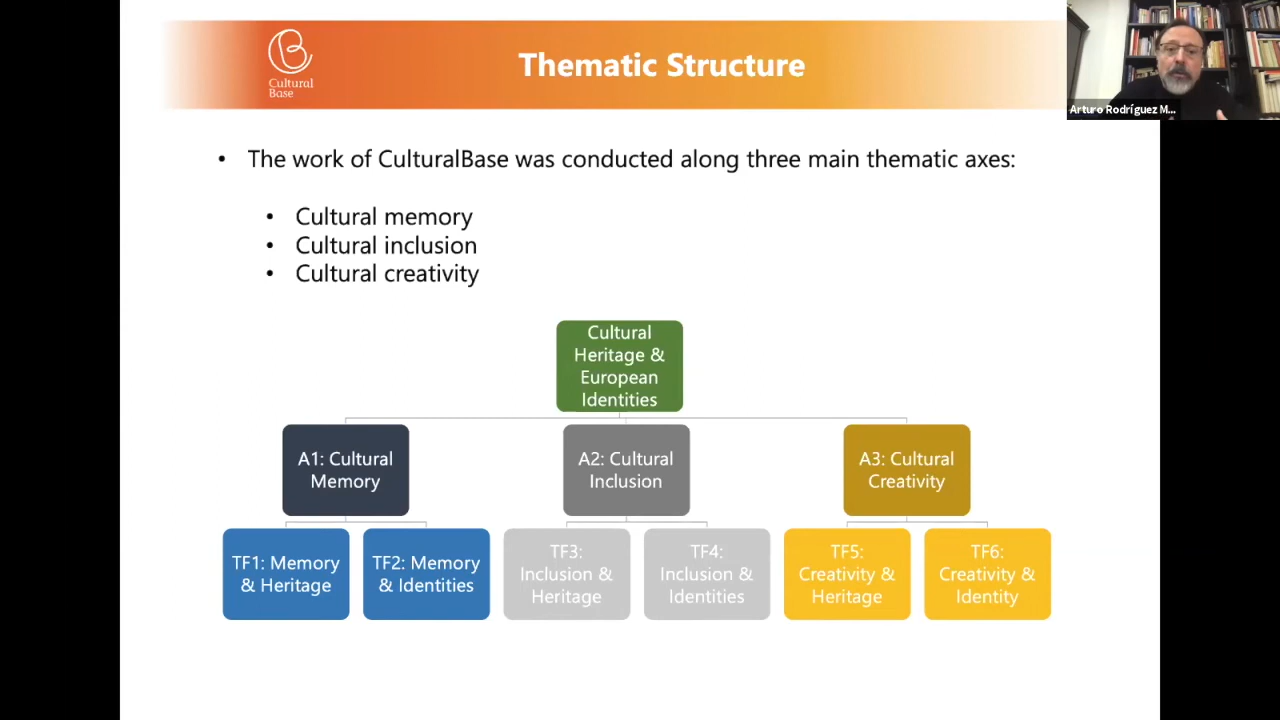 Cultural
Base
Thematic Structure
Arturo Rodríguez M...
• The work of CulturalBase was conducted along three main thematic axes:
• Cultural memory
• Cultural inclusion
• Cultural creativity
Cultural
Heritage &
European
Identities
A1: Cultural
Memory
A2: Cultural
Inclusion
A3: Cultural
Creativity
TF1: Memory
& Heritage
TF2: Memory
& Identities
TF3:
Inclusion &
Heritage
TF4:
Inclusion &
Identities
TF5:
Creativity &
Heritage
TF6:
Creativity &
Identity